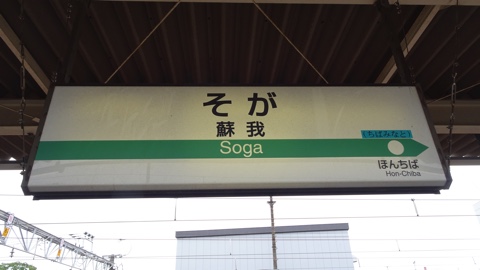 そが
蘇我
Soga
(ちばみなと)
ほんちば
Hon-Chiba